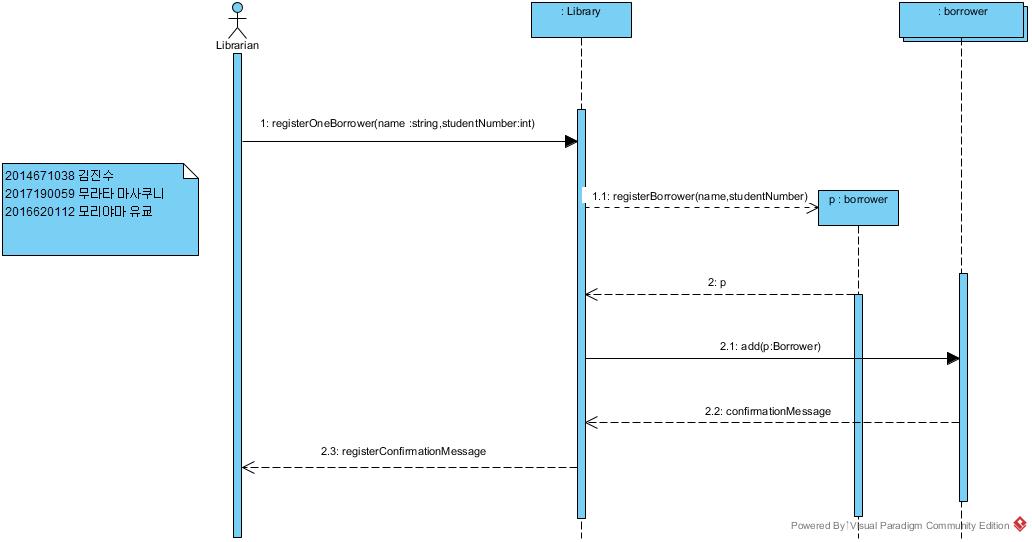 Librarian
: Library
: borrower
1: registerOneBorrower(name :string,studentNumber:int)
2014671038 김진수
2017190059 무라타 마사쿠니
2016620112 모리야마 유쿄
1.1: registerBorrower(name,studentNumber)
p : borrower
2: p
2.1: add(p:Borrower)
2.2: confirmationMessage
2.3: registerConfirmationMessage
Powered By Visual Paradigm Community Edition